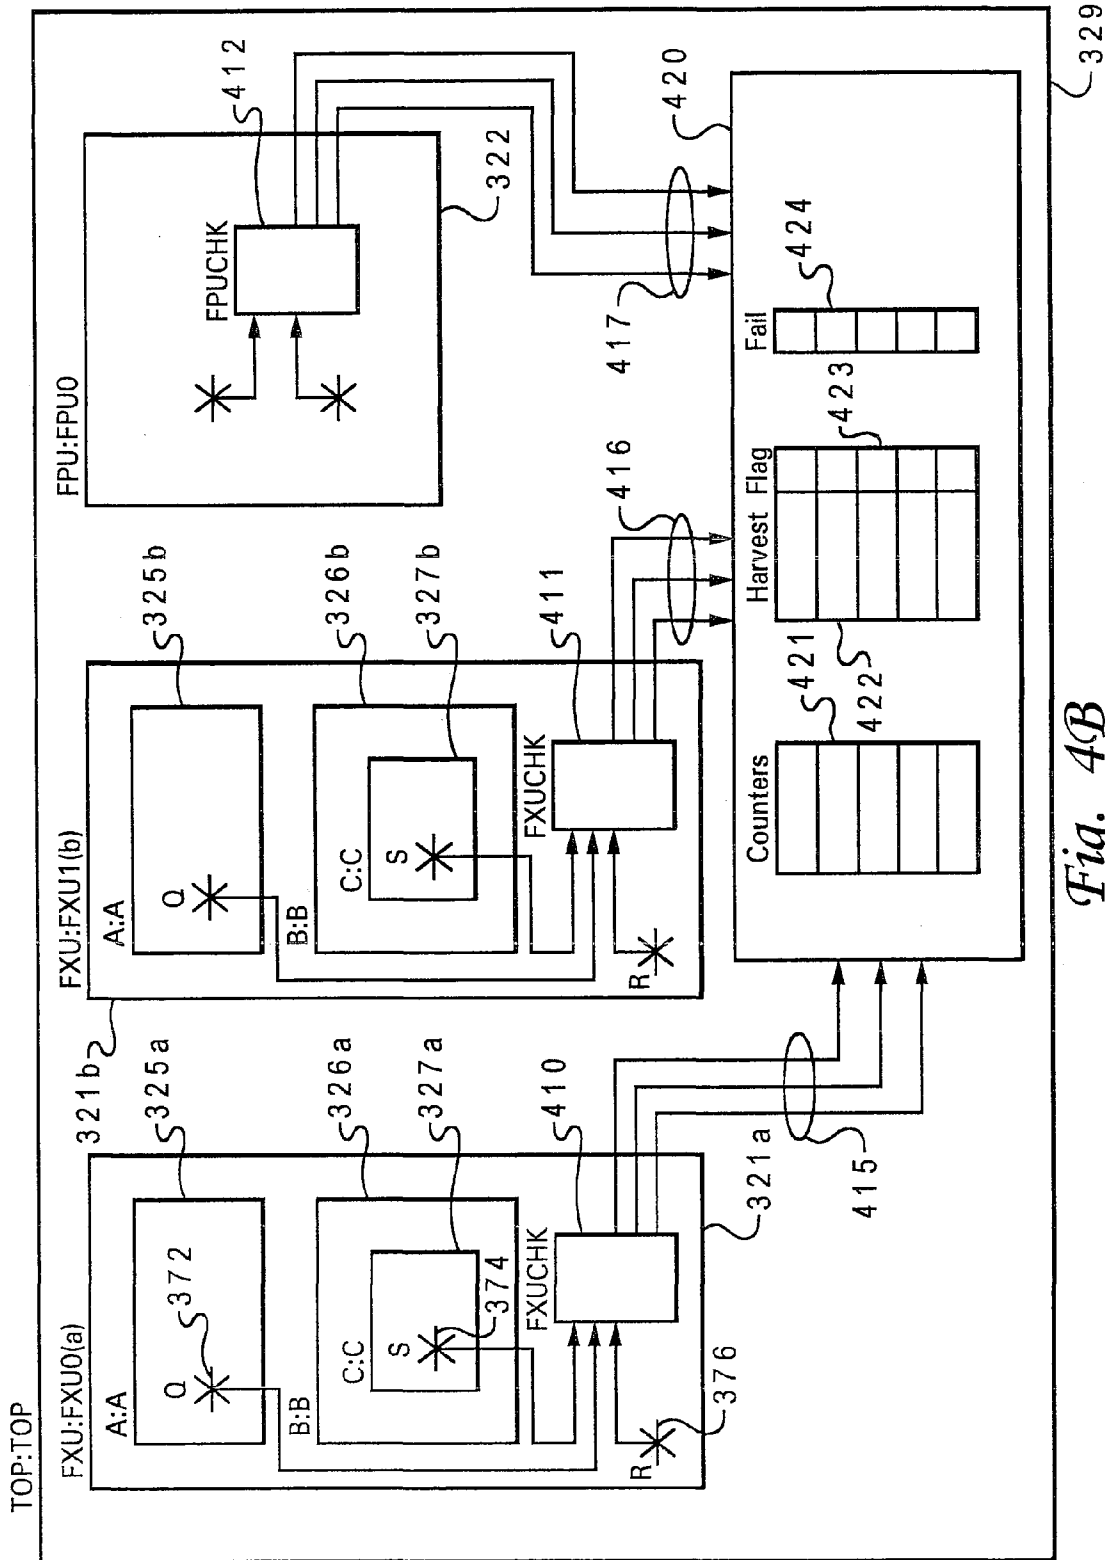 TOP:TOP
FXU:FXU0(a)
A:A
Q
372
325a
B:B
C:C
S
374
326a
327a
FXUCHK
410
R
376
321a
415
321b
FXU:FXU1(b)
A:A
Q
325b
B:B
C:C
S
326b
327b
FXUCHK
411
R
416
FPU:FPU0
FPUCHK
412
322
417
420
Counters
421
Harvest Flag
422
423
Fail
424
329
Fig. 4B